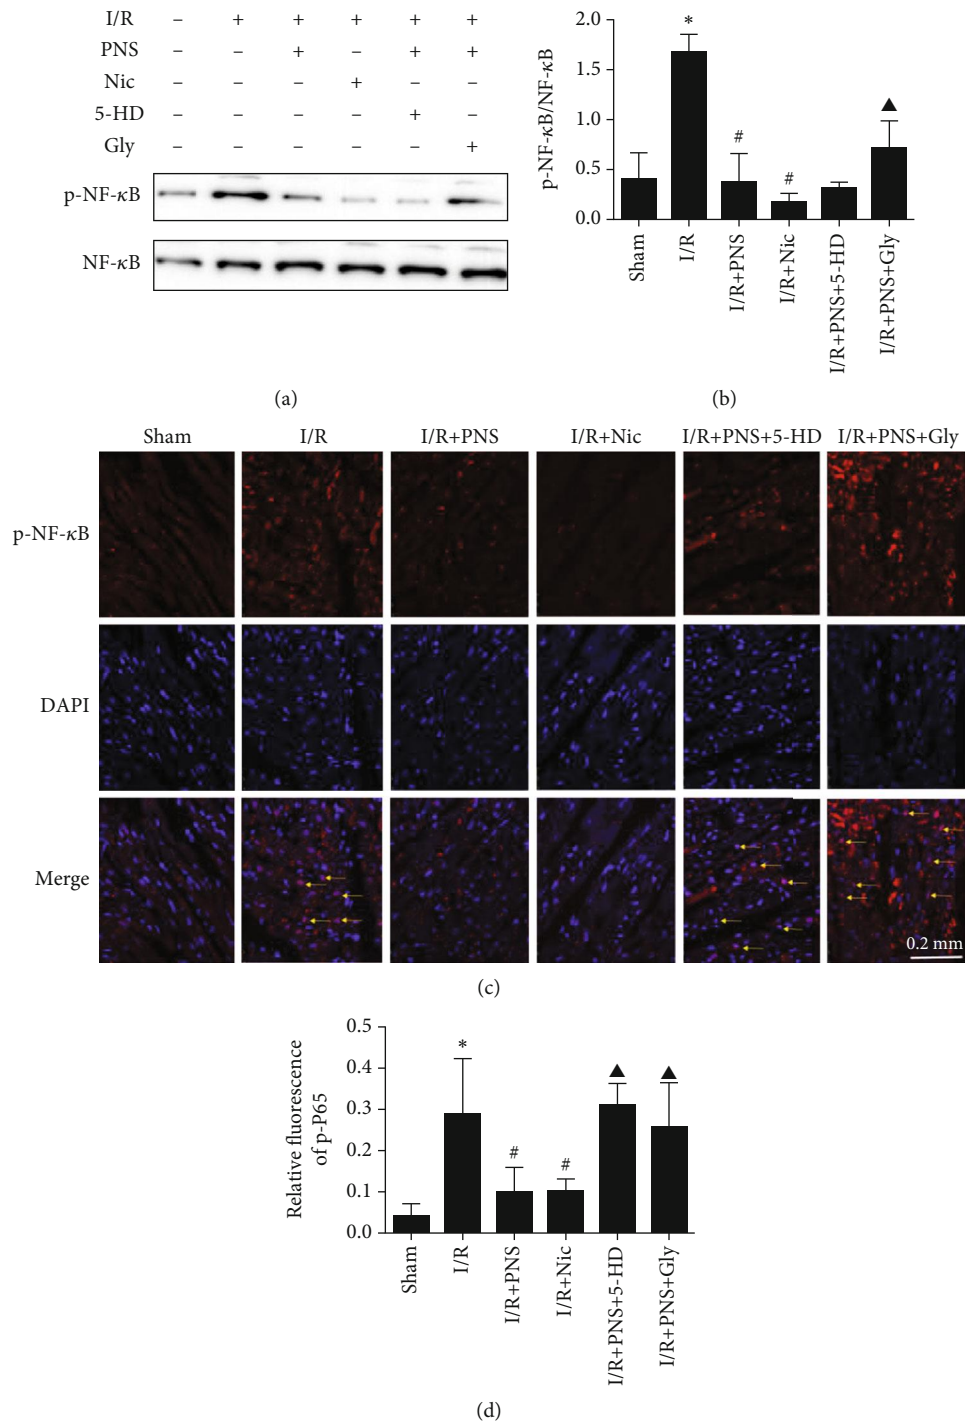 I/R – + + + + +
PNS – – + – + +
Nic – – – + – –
5-HD – – – – + –
Gly – – – – – +
p-NF-κB
NF-κB
(a)
p-NF-κB/NF-κB
2.0
1.5
1.0
0.5
0.0
*
#
#
▲
Sham
I/R
I/R+PNS
I/R+Nic
I/R+PNS+5-HD
I/R+PNS+Gly
(b)
Sham I/R I/R+PNS I/R+Nic I/R+PNS+5-HD I/R+PNS+Gly
p-NF-κB
DAPI
Merge
0.2 mm
(c)
Relative fluorescence
of p-P65
0.5
0.4
0.3
0.2
0.1
0.0
*
#
#
▲
▲
Sham
I/R
I/R+PNS
I/R+Nic
I/R+PNS+5-HD
I/R+PNS+Gly
(d)